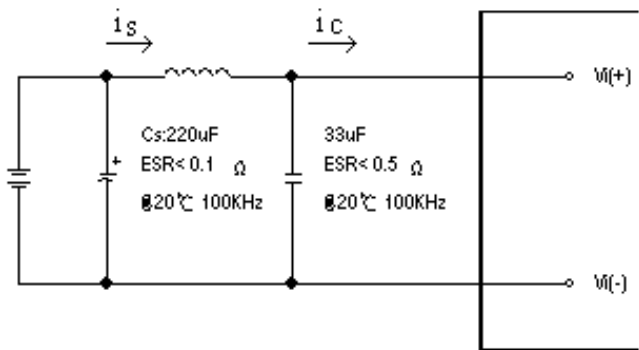 iS
iC
Vi(+)
Cs:220uF
ESR<0.1 Ω
20℃ 100KHz
33uF
ESR<0.5 Ω
20℃ 100KHz
+
Vi(-)